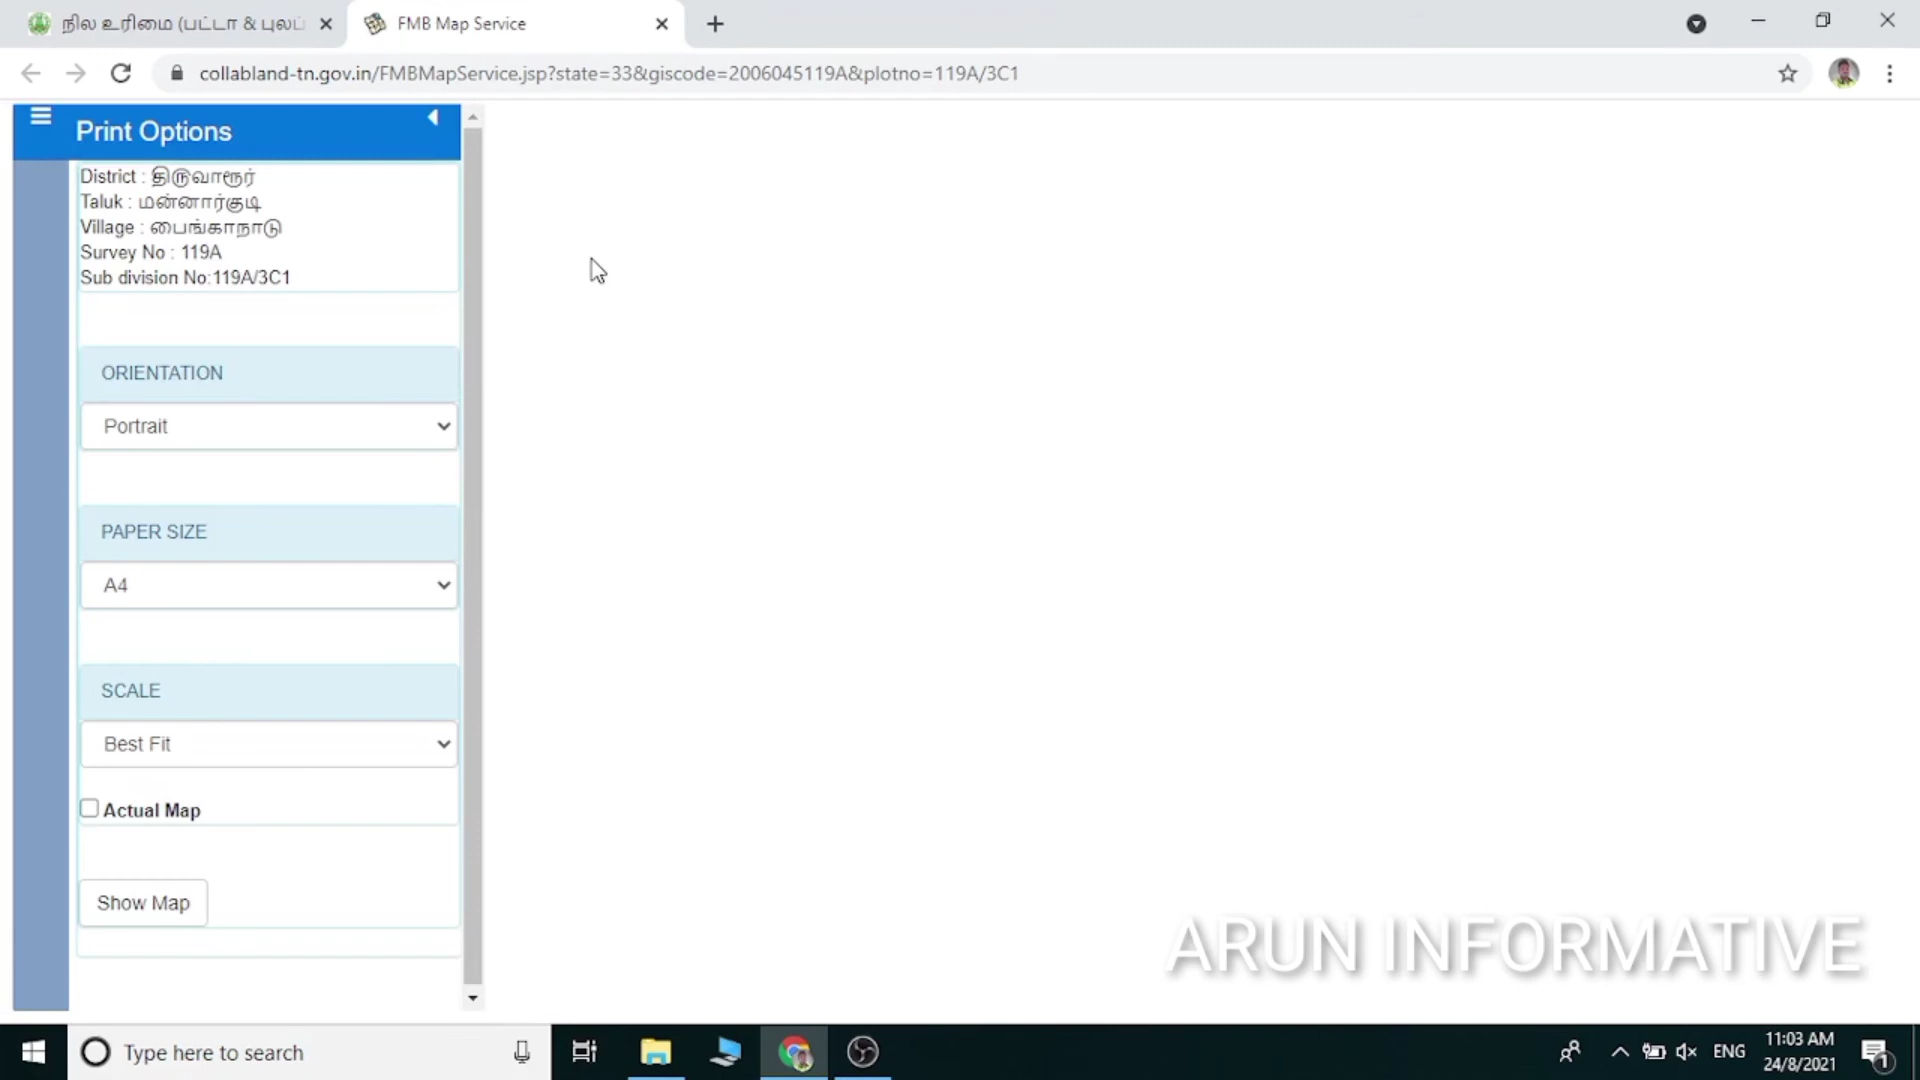 நில உரிமை (பட்டா & புலப்
FMB Map Service
collabland-tn.gov.in/FMBMapService.jsp?state=33&giscode=2006045119A&plotno=119A/3C1
Print Options
District : திருவாரூர்
Taluk : மன்னார்குடி
Village : பைங்காநாடு
Survey No : 119A
Sub division No:119A/3C1
ORIENTATION
Portrait
PAPER SIZE
A4
SCALE
Best Fit
Actual Map
Show Map
ARUN INFORMATIVE
Type here to search
ENG
11:03 AM
24/8/2021
1